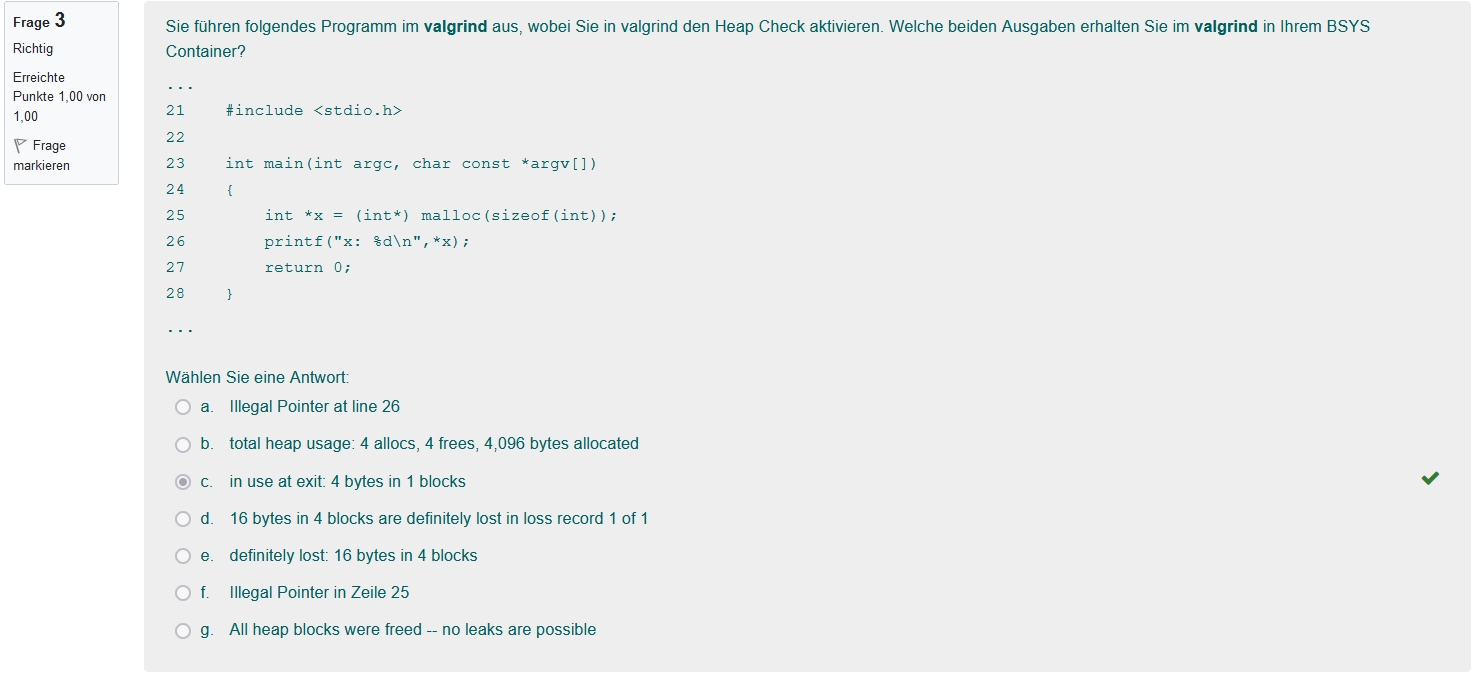 Frage 3
Richtig
Erreichte
Punkte 1,00 von
1,00
Frage
markieren
Sie führen folgendes Programm im valgrind aus, wobei Sie in valgrind den Heap Check aktivieren. Welche beiden Ausgaben erhalten Sie im valgrind in Ihrem BSYS
Container?
...
21 #include <stdio.h>
22
23 int main(int argc, char const *argv[])
24 {
25 int *x = (int*) malloc(sizeof(int));
26 printf("x: %d\n",*x);
27 return 0;
28 }
...
Wählen Sie eine Antwort:
a. Illegal Pointer at line 26
b. total heap usage: 4 allocs, 4 frees, 4,096 bytes allocated
c. in use at exit: 4 bytes in 1 blocks
d. 16 bytes in 4 blocks are definitely lost in loss record 1 of 1
e. definitely lost: 16 bytes in 4 blocks
f. Illegal Pointer in Zeile 25
g. All heap blocks were freed -- no leaks are possible